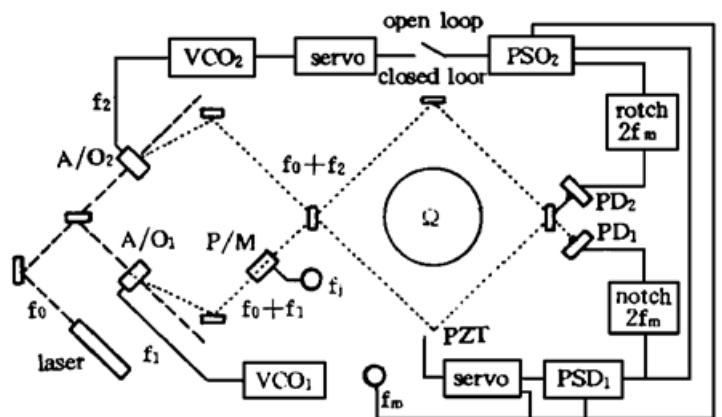 open loop
VCO₂
servo
PSO₂
closed loor
f₂
rotch
2fₘ
A/O₂
f₀+f₂
PD₂
Ω
A/O₁
P/M
PD₁
fⱼ
f₀
f₀+f₁
notch
2fₘ
laser
f₁
PZT
VCO₁
servo
PSD₁
fₘ